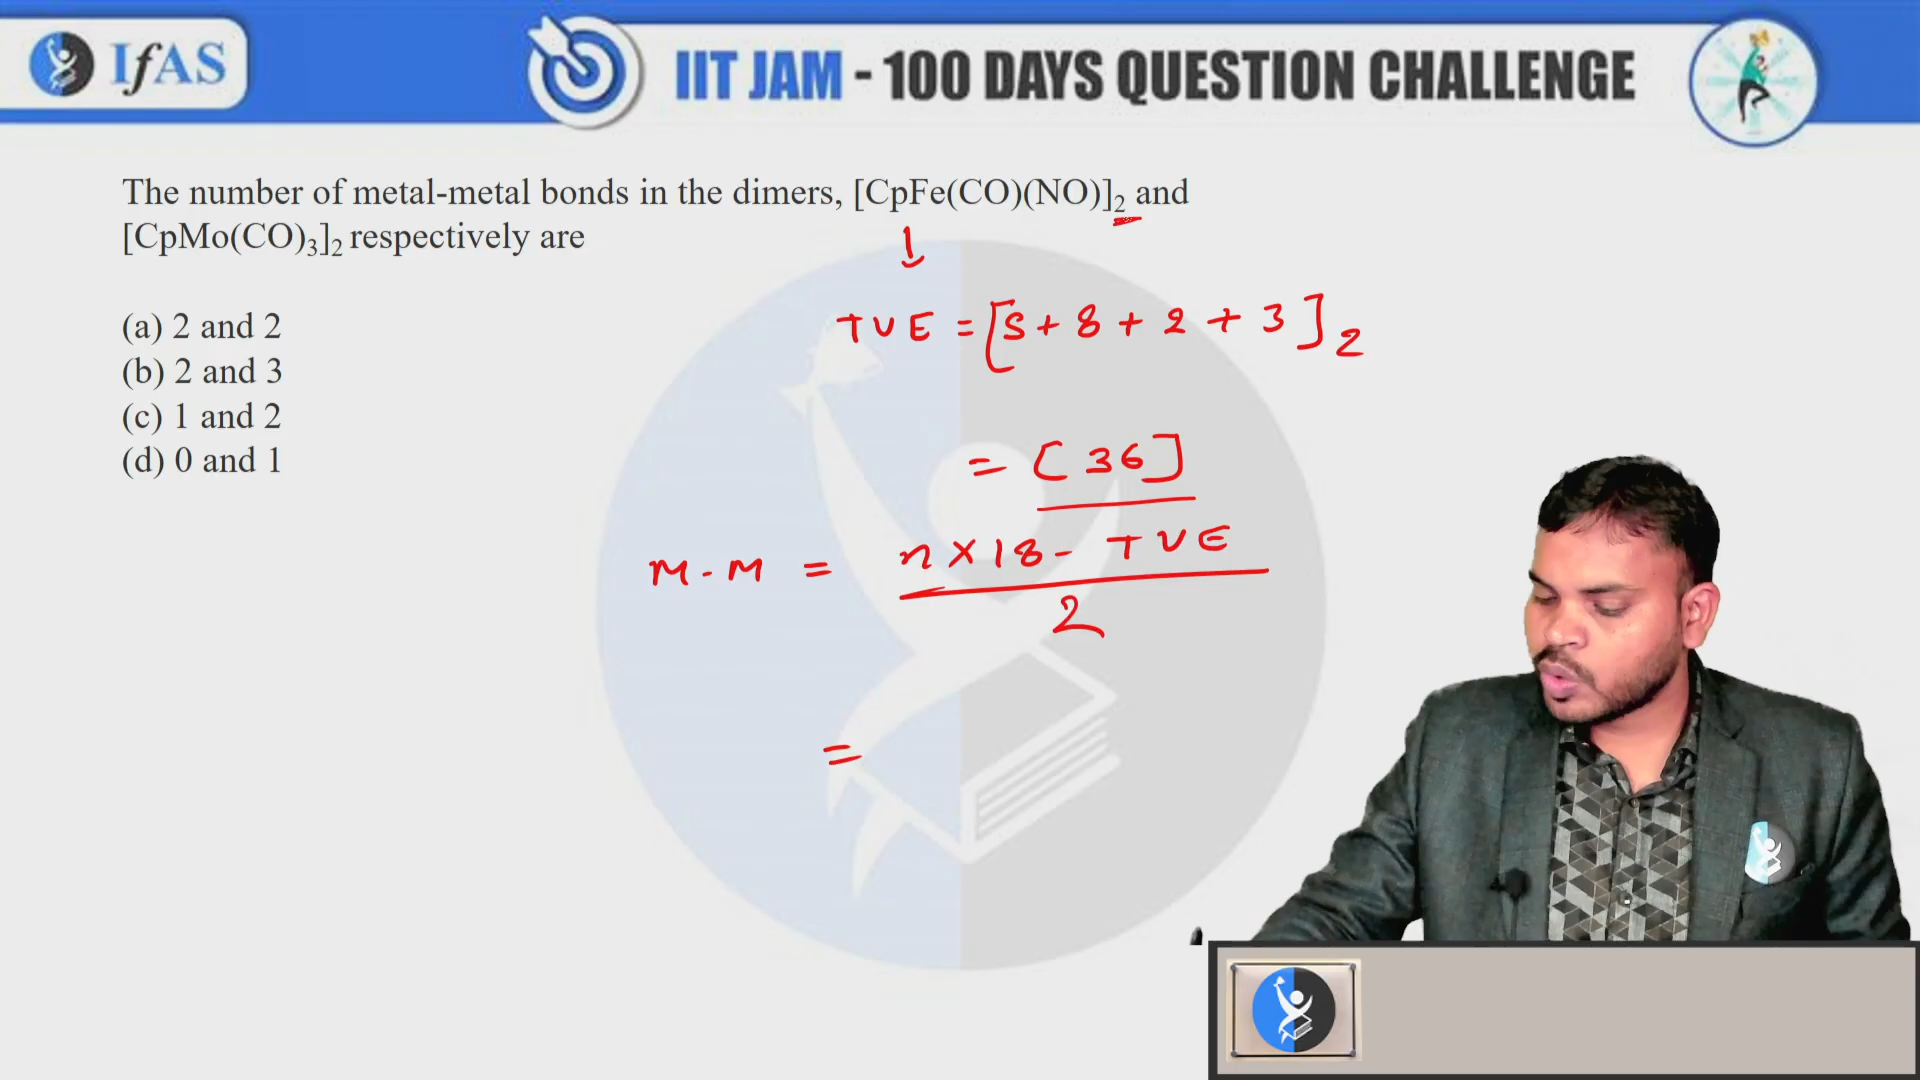 IfAS
IIT JAM - 100 DAYS QUESTION CHALLENGE
The number of metal-metal bonds in the dimers, [CpFe(CO)(NO)]₂ and
[CpMo(CO)₃]₂ respectively are
(a) 2 and 2
(b) 2 and 3
(c) 1 and 2
(d) 0 and 1
↓
TVE = [5 + 8 + 2 + 3]₂
= [36]
M-M = n×18 - TVE / 2
=